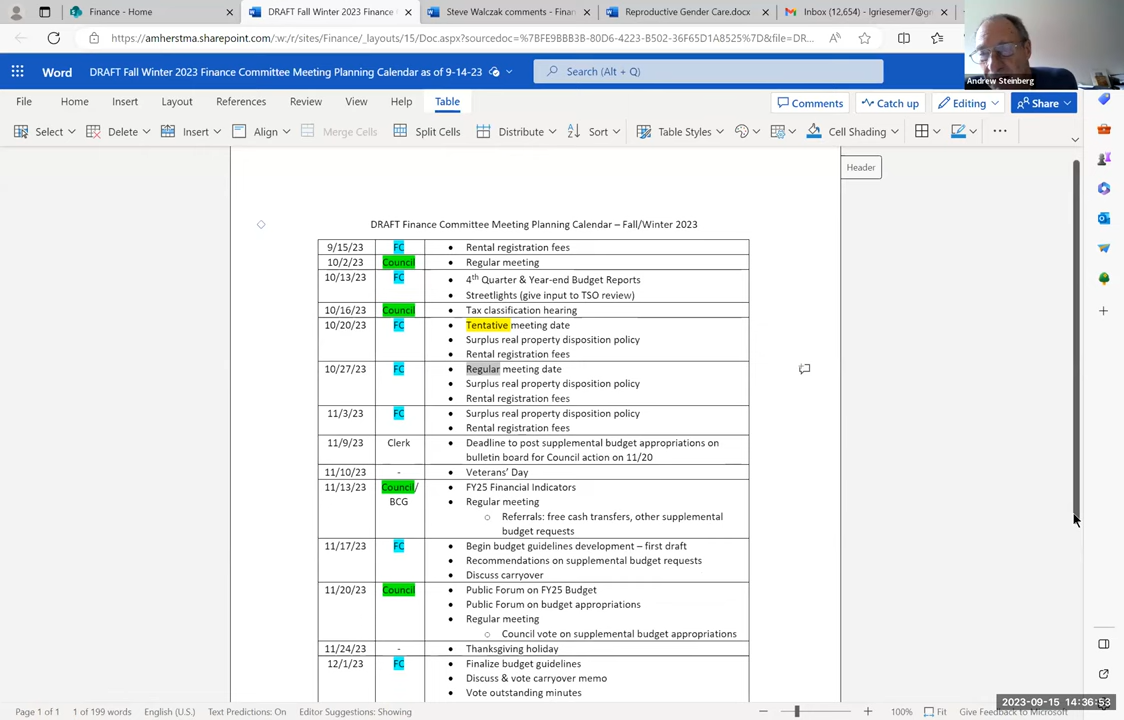 Finance - Home
DRAFT Fall Winter 2023 Finance
Steve Walczak comments - Finan
Reproductive Gender Care.docx
Inbox (12,654) - lgriesemer7@g
https://amherstma.sharepoint.com/:w:/r/sites/Finance/_layouts/15/Doc.aspx?sourcedoc=%7BFE9BBB3B-80D6-4223-B502-36F65D1A8525%7D&file=DR...
Word
DRAFT Fall Winter 2023 Finance Committee Meeting Planning Calendar as of 9-14-23
Search (Alt + Q)
Andrew Steinberg
File Home Insert Layout References Review View Help Table
Comments Catch up Editing Share
Select Delete Insert Align Merge Cells Split Cells Distribute Sort Table Styles Cell Shading
Header
DRAFT Finance Committee Meeting Planning Calendar – Fall/Winter 2023
9/15/23 FC • Rental registration fees
10/2/23 Council • Regular meeting
10/13/23 FC • 4th Quarter & Year-end Budget Reports
• Streetlights (give input to TSO review)
10/16/23 Council • Tax classification hearing
10/20/23 FC • Tentative meeting date
• Surplus real property disposition policy
• Rental registration fees
10/27/23 FC • Regular meeting date
• Surplus real property disposition policy
• Rental registration fees
11/3/23 FC • Surplus real property disposition policy
• Rental registration fees
11/9/23 Clerk • Deadline to post supplemental budget appropriations on
bulletin board for Council action on 11/20
11/10/23 - • Veterans' Day
11/13/23 Council/ • FY25 Financial Indicators
BCG • Regular meeting
o Referrals: free cash transfers, other supplemental
budget requests
11/17/23 FC • Begin budget guidelines development – first draft
• Recommendations on supplemental budget requests
• Discuss carryover
11/20/23 Council • Public Forum on FY25 Budget
• Public Forum on budget appropriations
• Regular meeting
o Council vote on supplemental budget appropriations
11/24/23 - • Thanksgiving holiday
12/1/23 FC • Finalize budget guidelines
• Discuss & vote carryover memo
• Vote outstanding minutes
Page 1 of 1 1 of 199 words English (U.S.) Text Predictions: On Editor Suggestions: Showing 100% Fit Give Feedback to Microsoft
2023-09-15 14:36:53